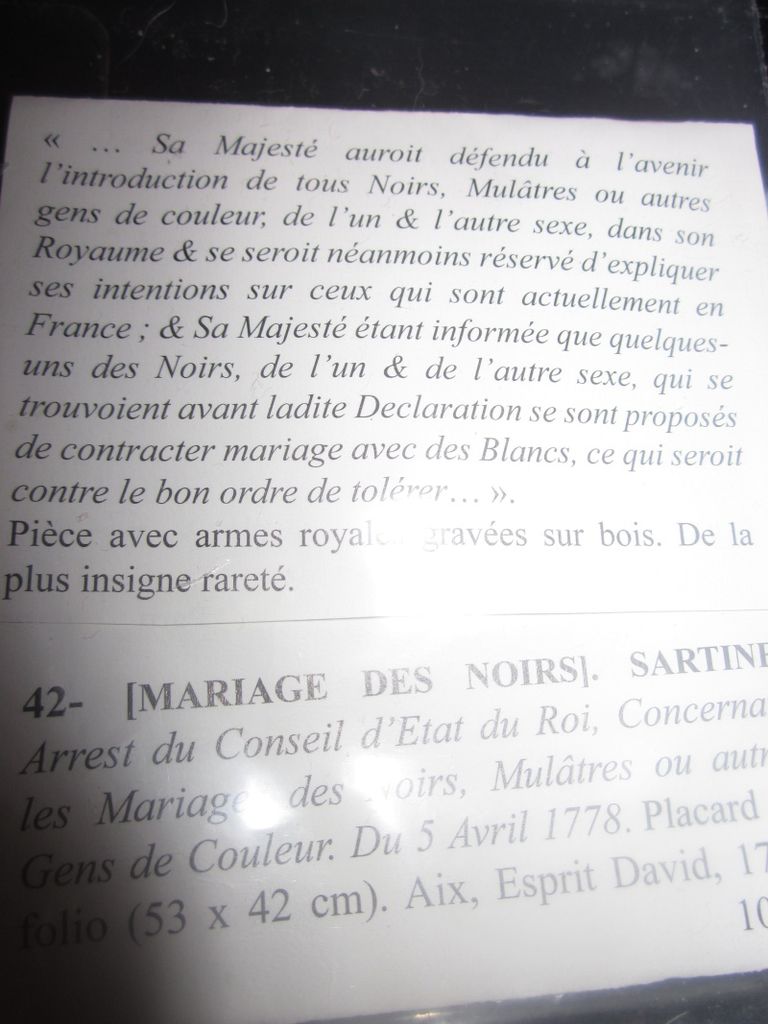 « ... Sa Majesté auroit défendu à l'avenir
l'introduction de tous Noirs, Mulâtres ou autres
gens de couleur, de l'un & l'autre sexe, dans son
Royaume & se seroit néanmoins réservé d'expliquer
ses intentions sur ceux qui sont actuellement en
France ; & Sa Majesté étant informée que quelques-
uns des Noirs, de l'un & de l'autre sexe, qui se
trouvoient avant ladite Declaration se sont proposés
de contracter mariage avec des Blancs, ce qui seroit
contre le bon ordre de tolérer... ».
Pièce avec armes gravées sur bois. De la
plus insigne rareté.
42- [MARIAGE DES NOIRS]. SARTINE
Arrest du Conseil d'Etat du Roi, Concerna
les des Mulâtres ou autr
Gens de Couleur. Du 5 Avril 1778. Placard
folio (53 x 42 cm). Aix, Esprit David, 17
10